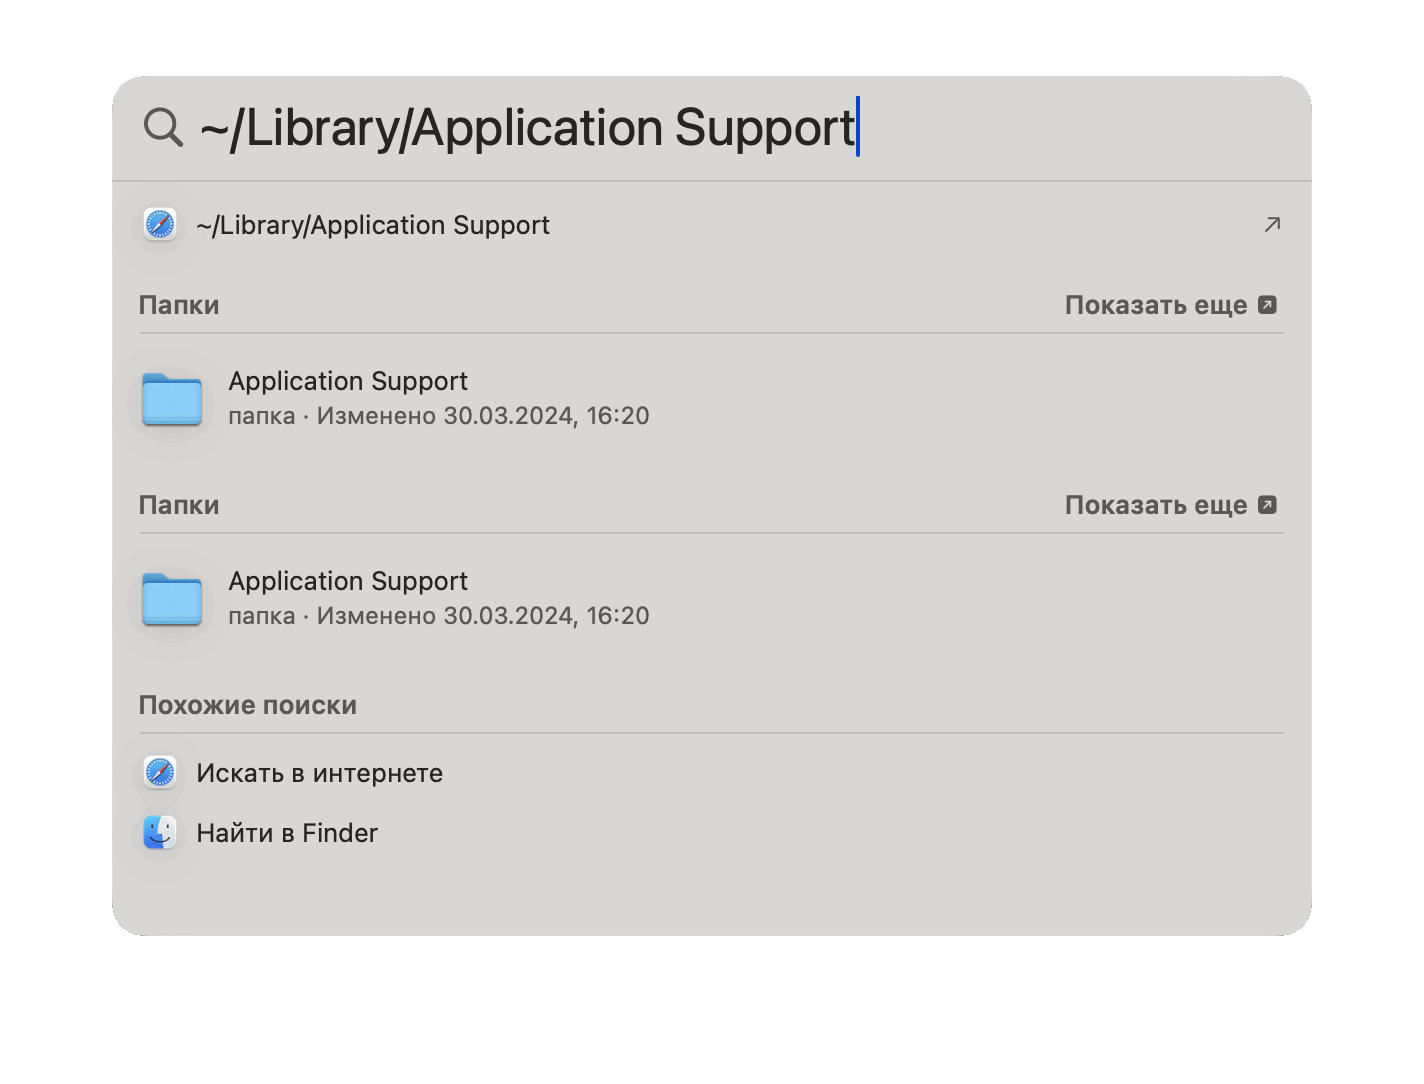 ~/Library/Application Support
~/Library/Application Support
Папки
Показать еще
Application Support
папка · Изменено 30.03.2024, 16:20
Папки
Показать еще
Application Support
папка · Изменено 30.03.2024, 16:20
Похожие поиски
Искать в интернете
Найти в Finder